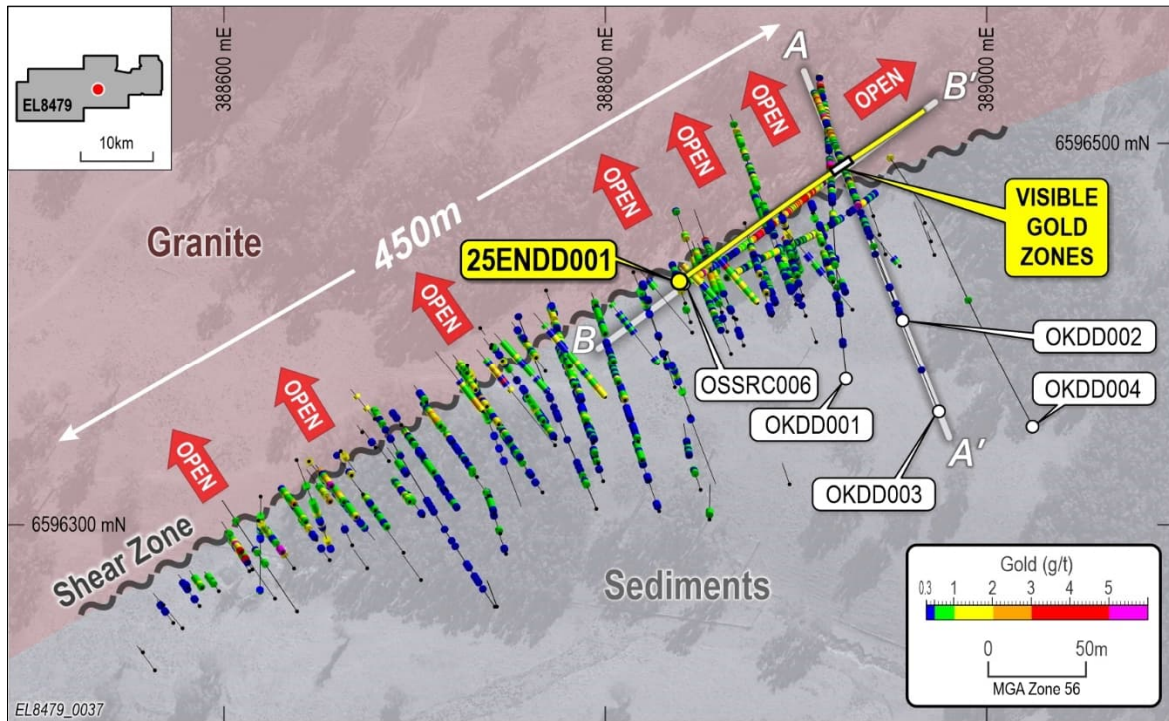 EL8479
10km
388600 mE
388800 mE
389000 mE
6596500 mN
6596300 mN
A
B'
OPEN
OPEN
OPEN
OPEN
OPEN
OPEN
OPEN
OPEN
450m
Granite
25ENDD001
VISIBLE
GOLD
ZONES
B
OSSRC006
OKDD001
OKDD002
OKDD004
OKDD003
A'
Shear Zone
Sediments
Gold (g/t)
0.3 1 2 3 4 5
0 50m
MGA Zone 56
EL8479_0037